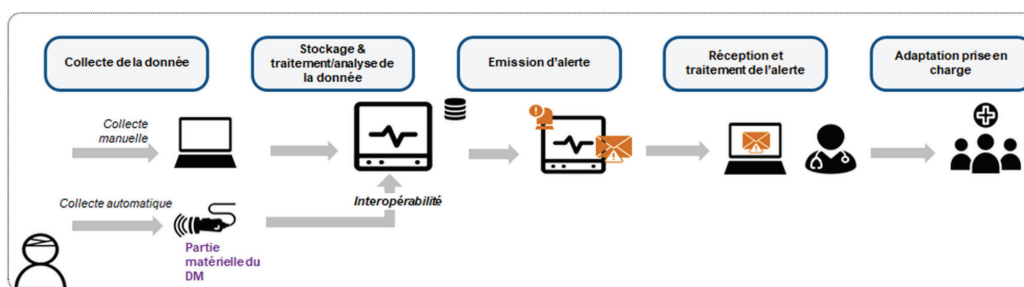 Collecte de la donnée
Stockage &
traitement/analyse de
la donnée
Emission d'alerte
Réception et
traitement de l'alerte
Adaptation prise en
charge
Collecte
manuelle
Collecte automatique
Interopérabilité
Partie
matérielle du
DM